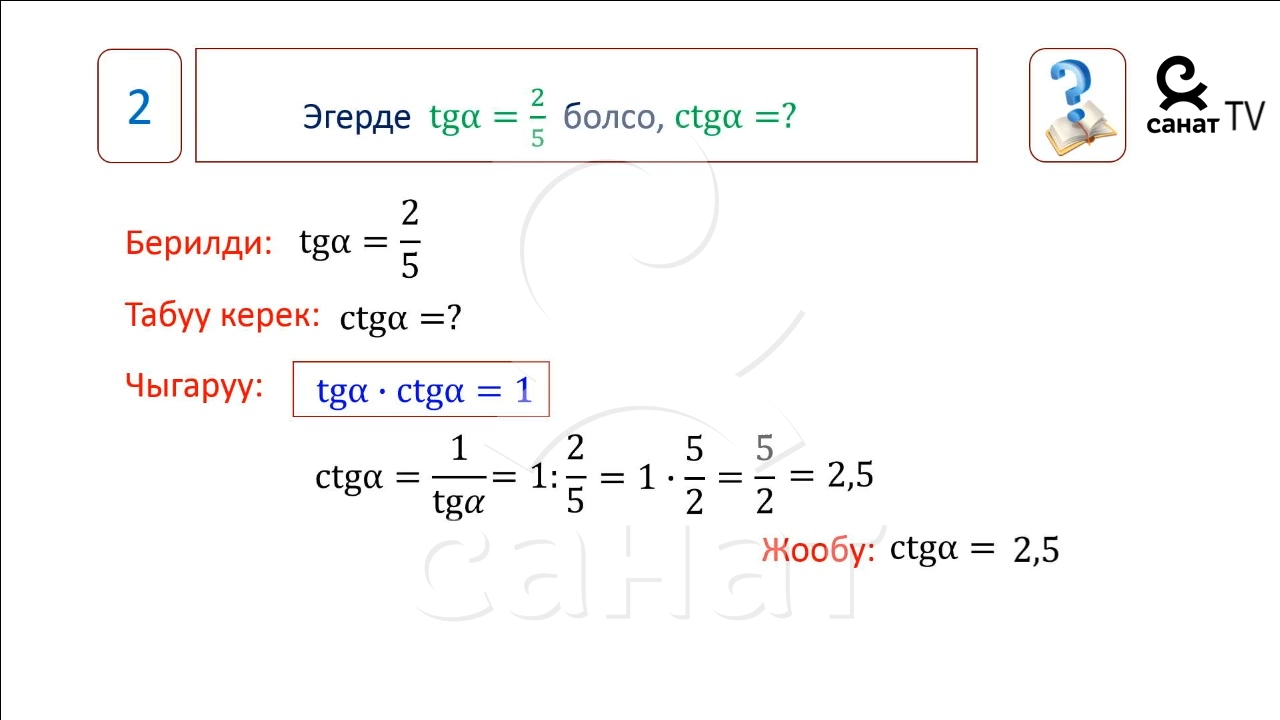 2
Эгерде tgα = 2/5 болсо, ctgα =?
санат TV
Берилди: tgα = 2/5
Табуу керек: ctgα =?
Чыгаруу: tgα · ctgα = 1
ctgα = 1/tgα = 1: 2/5 = 1 · 5/2 = 5/2 = 2,5
Жообу: ctgα = 2,5
санат